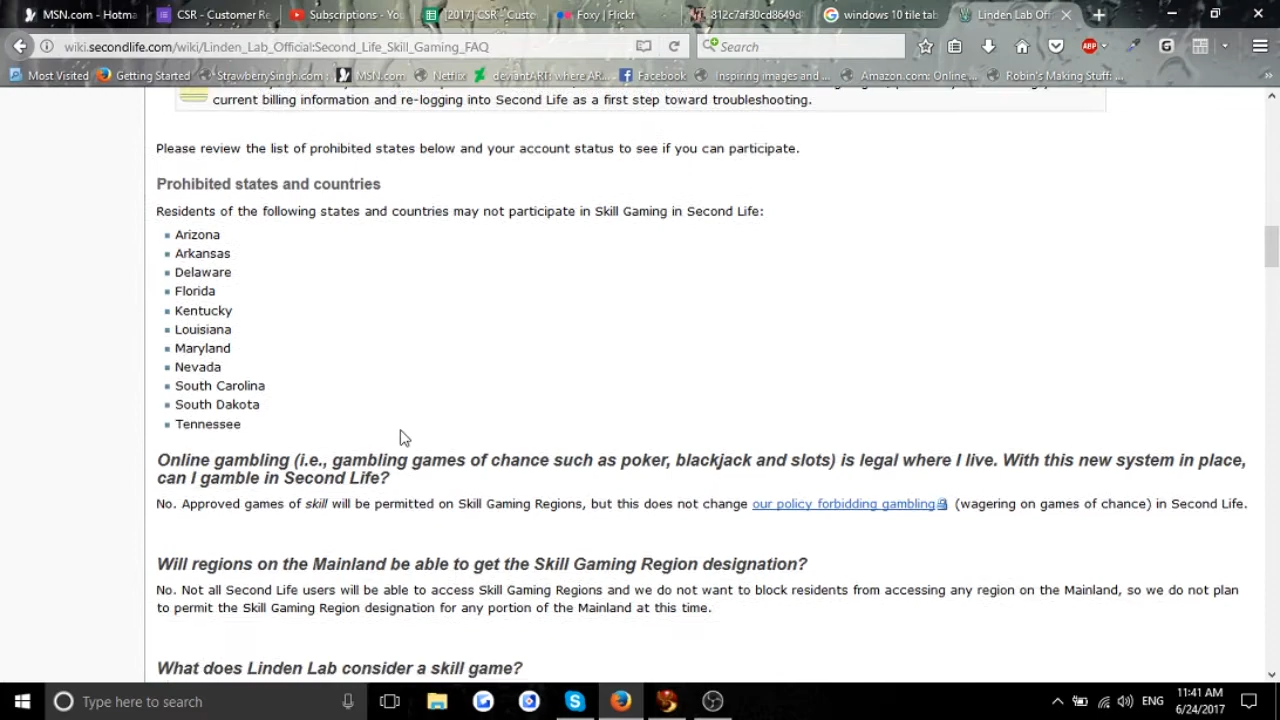 MSN.com - Hotma
CSR - Customer Re
Subscriptions - You
[2017] CSR - Custo
Foxy | Flickr
812c7af30cd8649d
windows 10 tile tab
Linden Lab Offi
wiki.secondlife.com/wiki/Linden_Lab_Official:Second_Life_Skill_Gaming_FAQ
Search
ABP
Most Visited
Getting Started
StrawberrySingh.com
MSN.com
Netflix
deviantART: where AR...
Facebook
Inspiring images and ...
Amazon.com: Online ...
Robin's Making Stuff: ...
current billing information and re-logging into Second Life as a first step toward troubleshooting.
Please review the list of prohibited states below and your account status to see if you can participate.
Prohibited states and countries
Residents of the following states and countries may not participate in Skill Gaming in Second Life:
Arizona
Arkansas
Delaware
Florida
Kentucky
Louisiana
Maryland
Nevada
South Carolina
South Dakota
Tennessee
Online gambling (i.e., gambling games of chance such as poker, blackjack and slots) is legal where I live. With this new system in place,
can I gamble in Second Life?
No. Approved games of skill will be permitted on Skill Gaming Regions, but this does not change our policy forbidding gambling (wagering on games of chance) in Second Life.
Will regions on the Mainland be able to get the Skill Gaming Region designation?
No. Not all Second Life users will be able to access Skill Gaming Regions and we do not want to block residents from accessing any region on the Mainland, so we do not plan
to permit the Skill Gaming Region designation for any portion of the Mainland at this time.
What does Linden Lab consider a skill game?
Type here to search
ENG
11:41 AM
6/24/2017